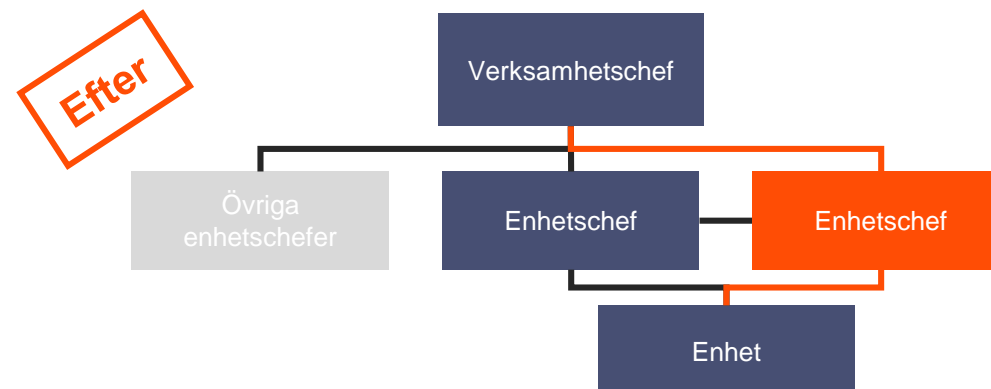 Efter
Verksamhetschef
Övriga
enhetschefer
Enhetschef
Enhetschef
Enhet